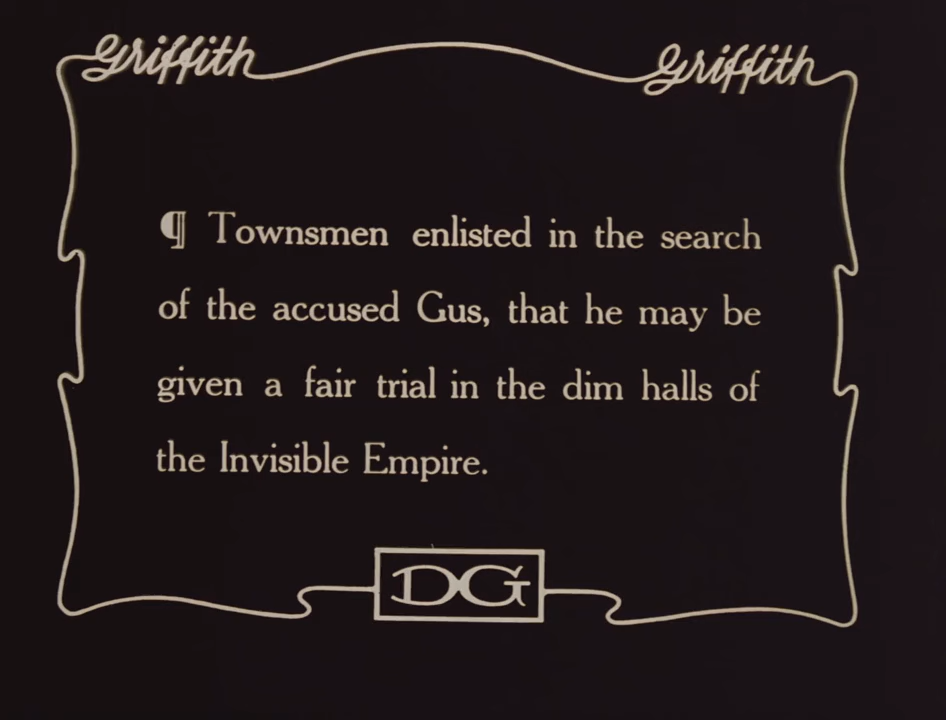 Griffith Griffith
¶ Townsmen enlisted in the search
of the accused Gus, that he may be
given a fair trial in the dim halls of
the Invisible Empire.
DG